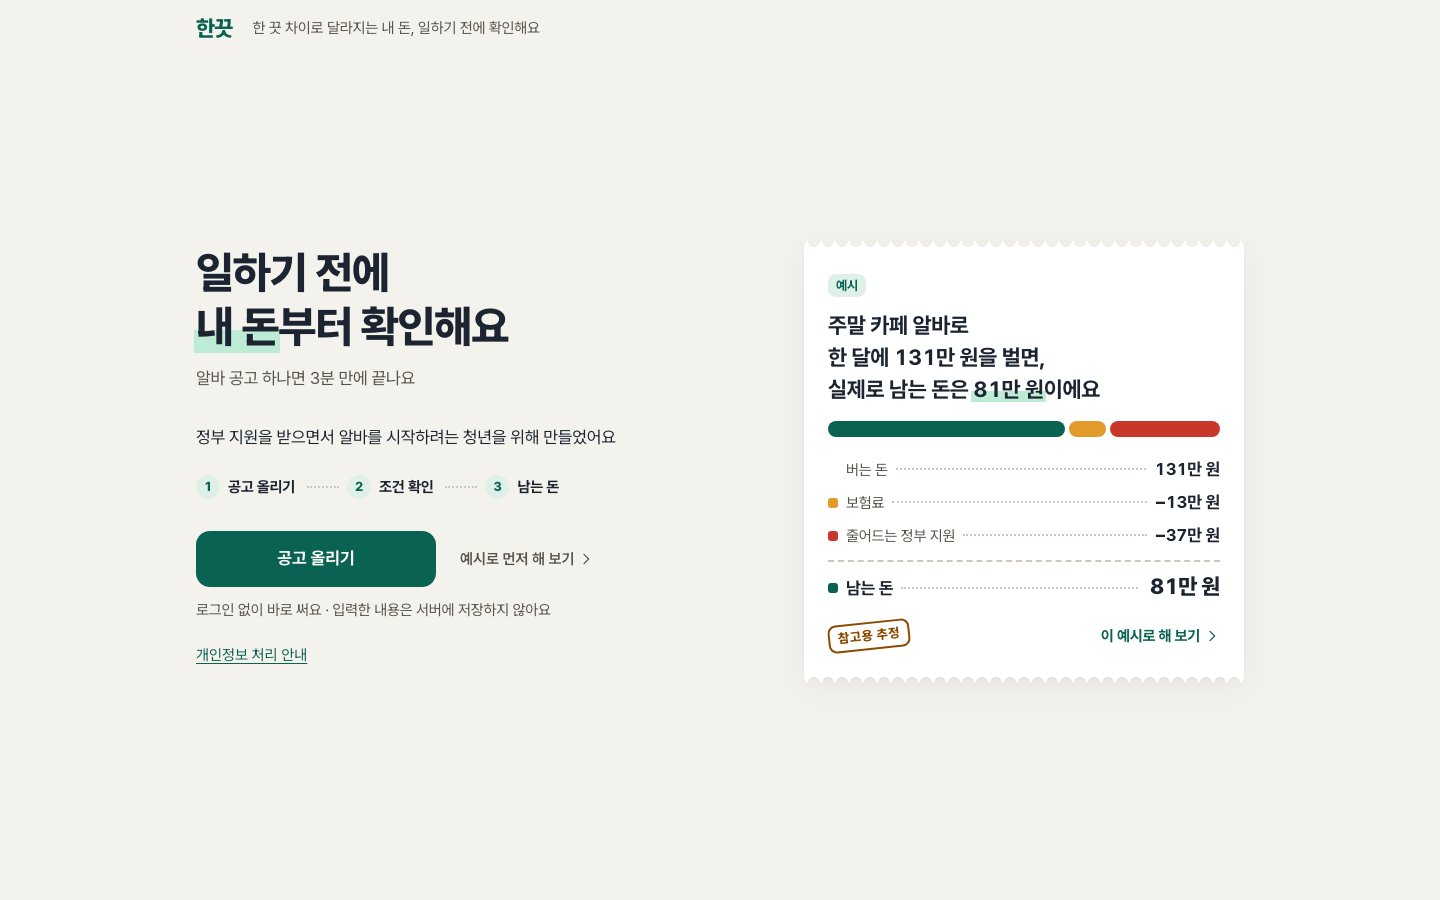 한끗
한 끗 차이로 달라지는 내 돈, 일하기 전에 확인해요
일하기 전에
내 돈부터 확인해요
알바 공고 하나면 3분 만에 끝나요
정부 지원을 받으면서 알바를 시작하려는 청년을 위해 만들었어요
1 공고 올리기 2 조건 확인 3 남는 돈
공고 올리기
예시로 먼저 해 보기
로그인 없이 바로 써요 · 입력한 내용은 서버에 저장하지 않아요
개인정보 처리 안내
예시
주말 카페 알바로
한 달에 131만 원을 벌면,
실제로 남는 돈은 81만 원이에요
버는 돈 131만 원
보험료 −13만 원
줄어드는 정부 지원 −37만 원
남는 돈 81만 원
참고용 추정
이 예시로 해 보기